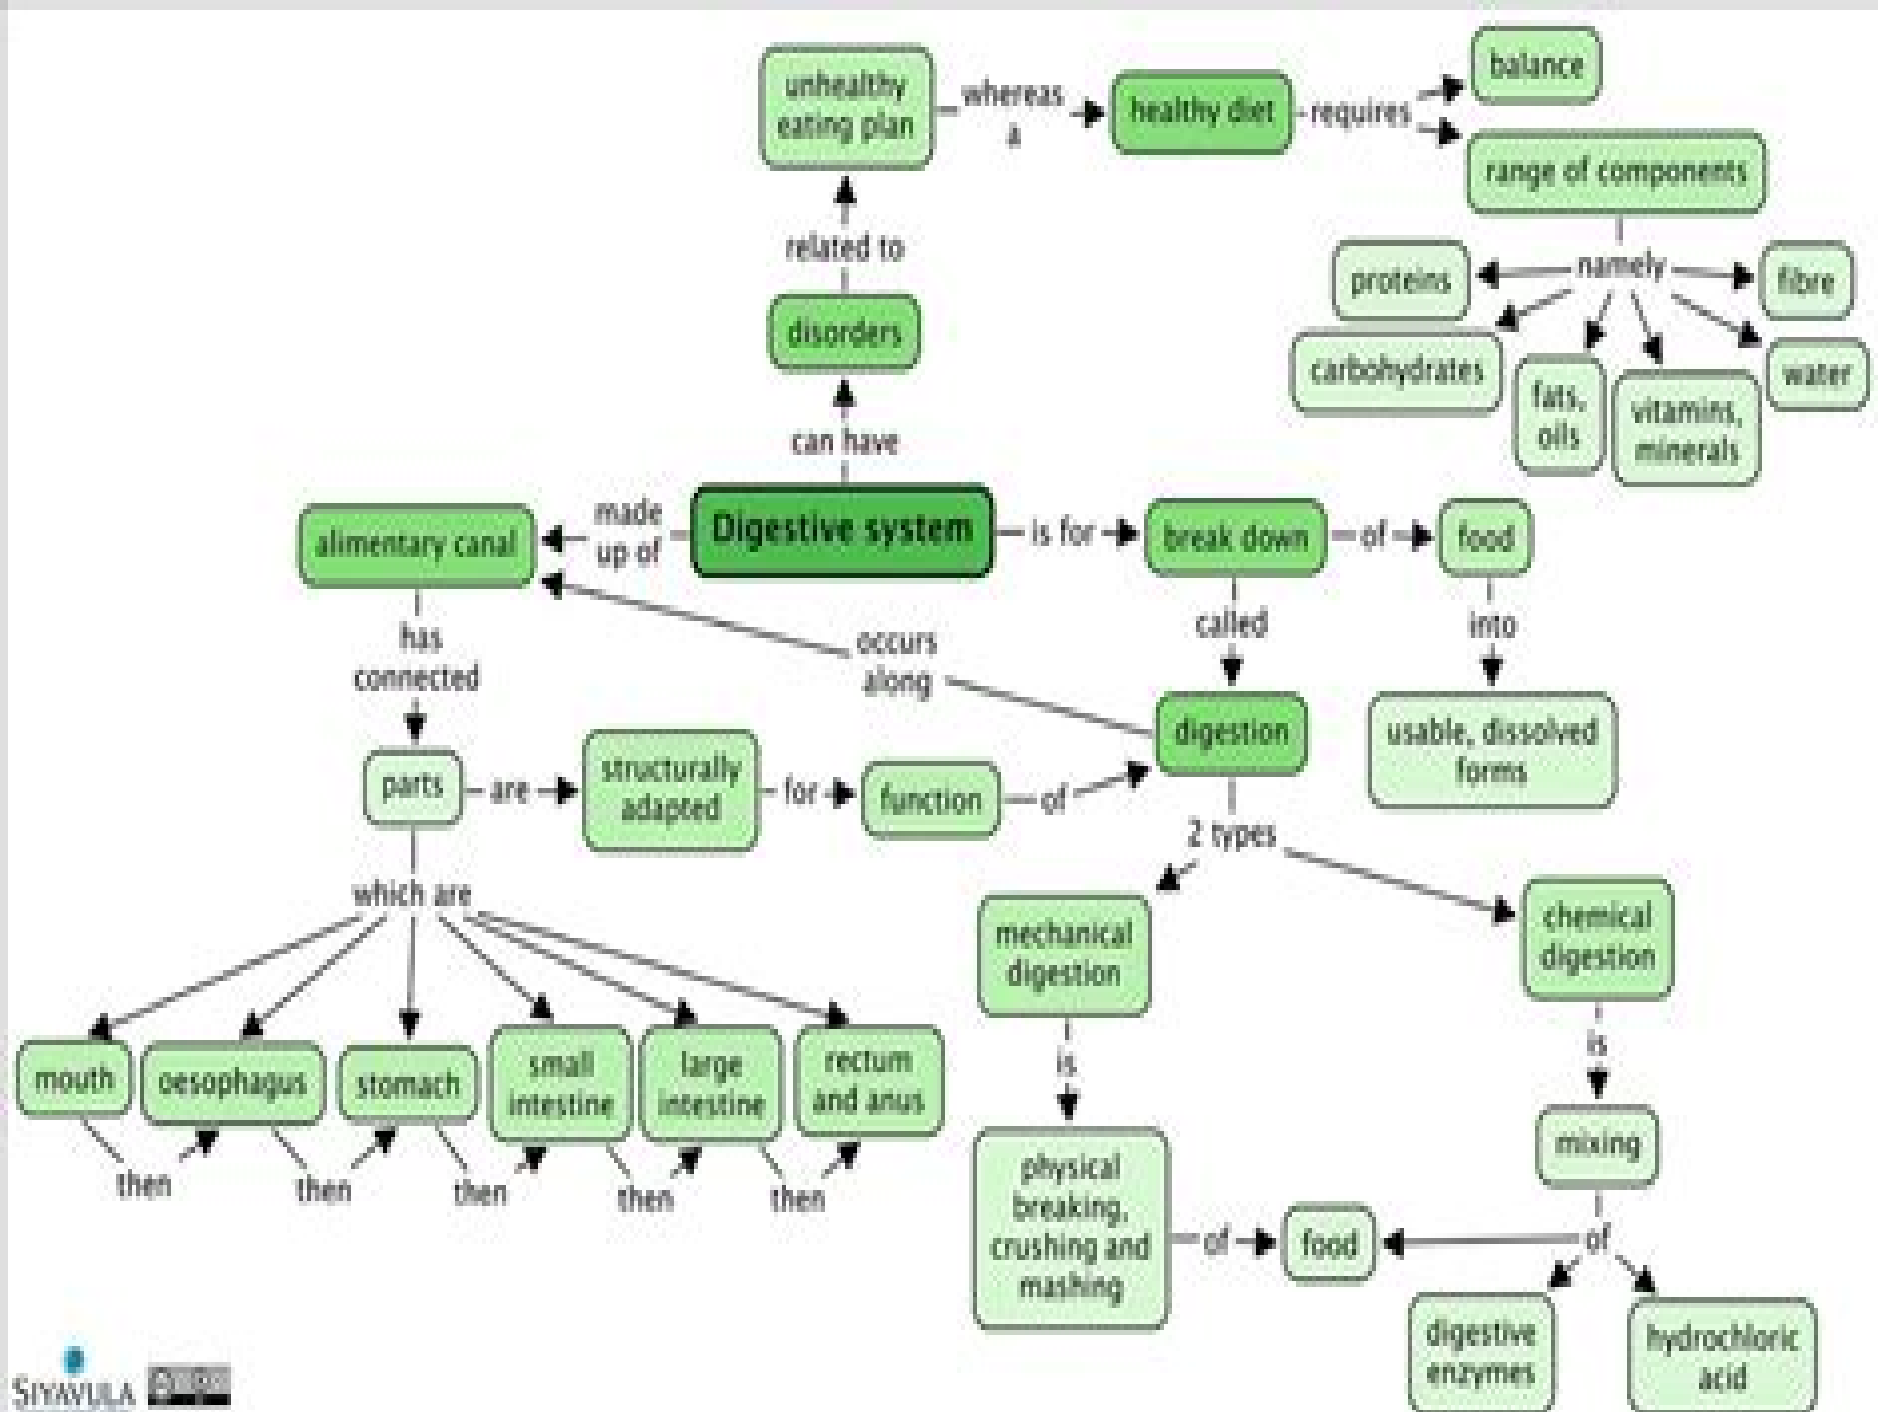 balance
unhealthy
eating plan
whereas
a
healthy diet
requires
range of components
related to
namely
proteins
fibre
disorders
carbohydrates
fats,
oils
vitamins,
minerals
water
can have
alimentary canal
made
up of
Digestive system
is for
break down
of
food
has
connected
occurs
along
called
into
digestion
usable, dissolved
forms
parts
are
structurally
adapted
for
function
of
2 types
which are
mechanical
digestion
chemical
digestion
mouth
oesophagus
stomach
small
intestine
large
intestine
rectum
and anus
is
is
then
then
then
then
then
physical
breaking,
crushing and
mashing
of
food
mixing
of
digestive
enzymes
hydrochloric
acid
SIYAVULA